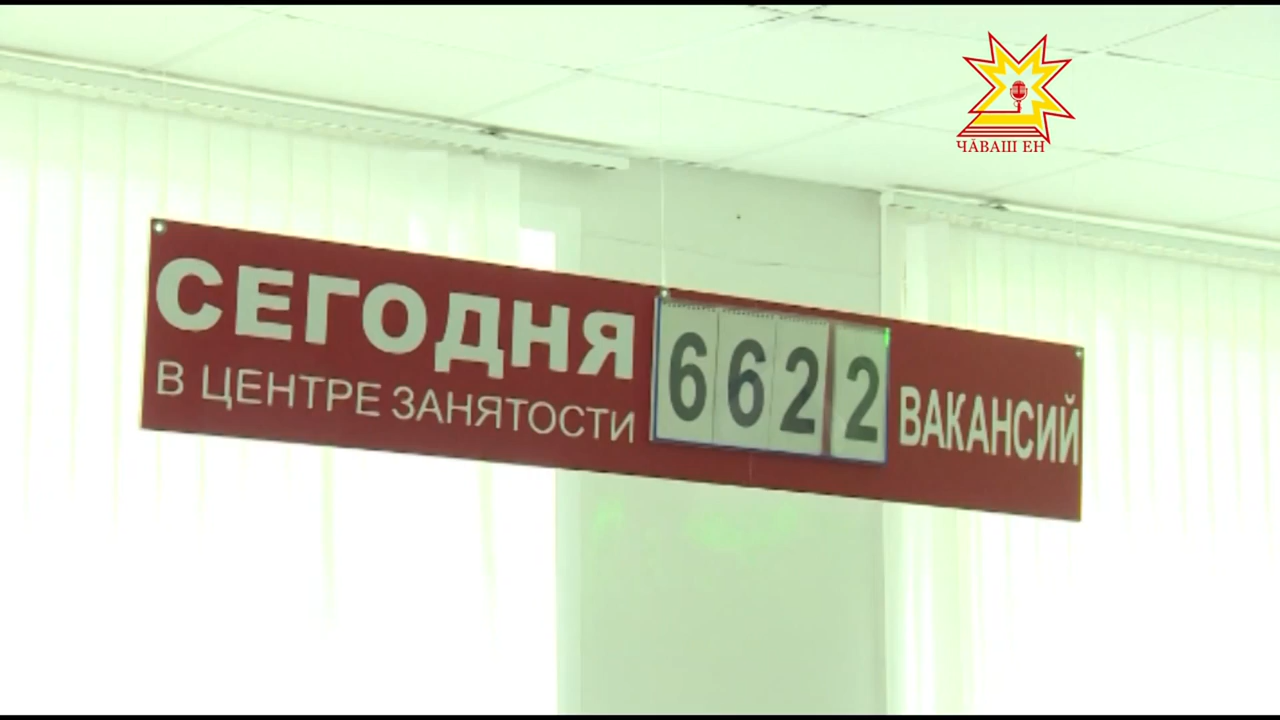 ЧӐВАШ ЕН
СЕГОДНЯ
В ЦЕНТРЕ ЗАНЯТОСТИ
6622
ВАКАНСИЙ